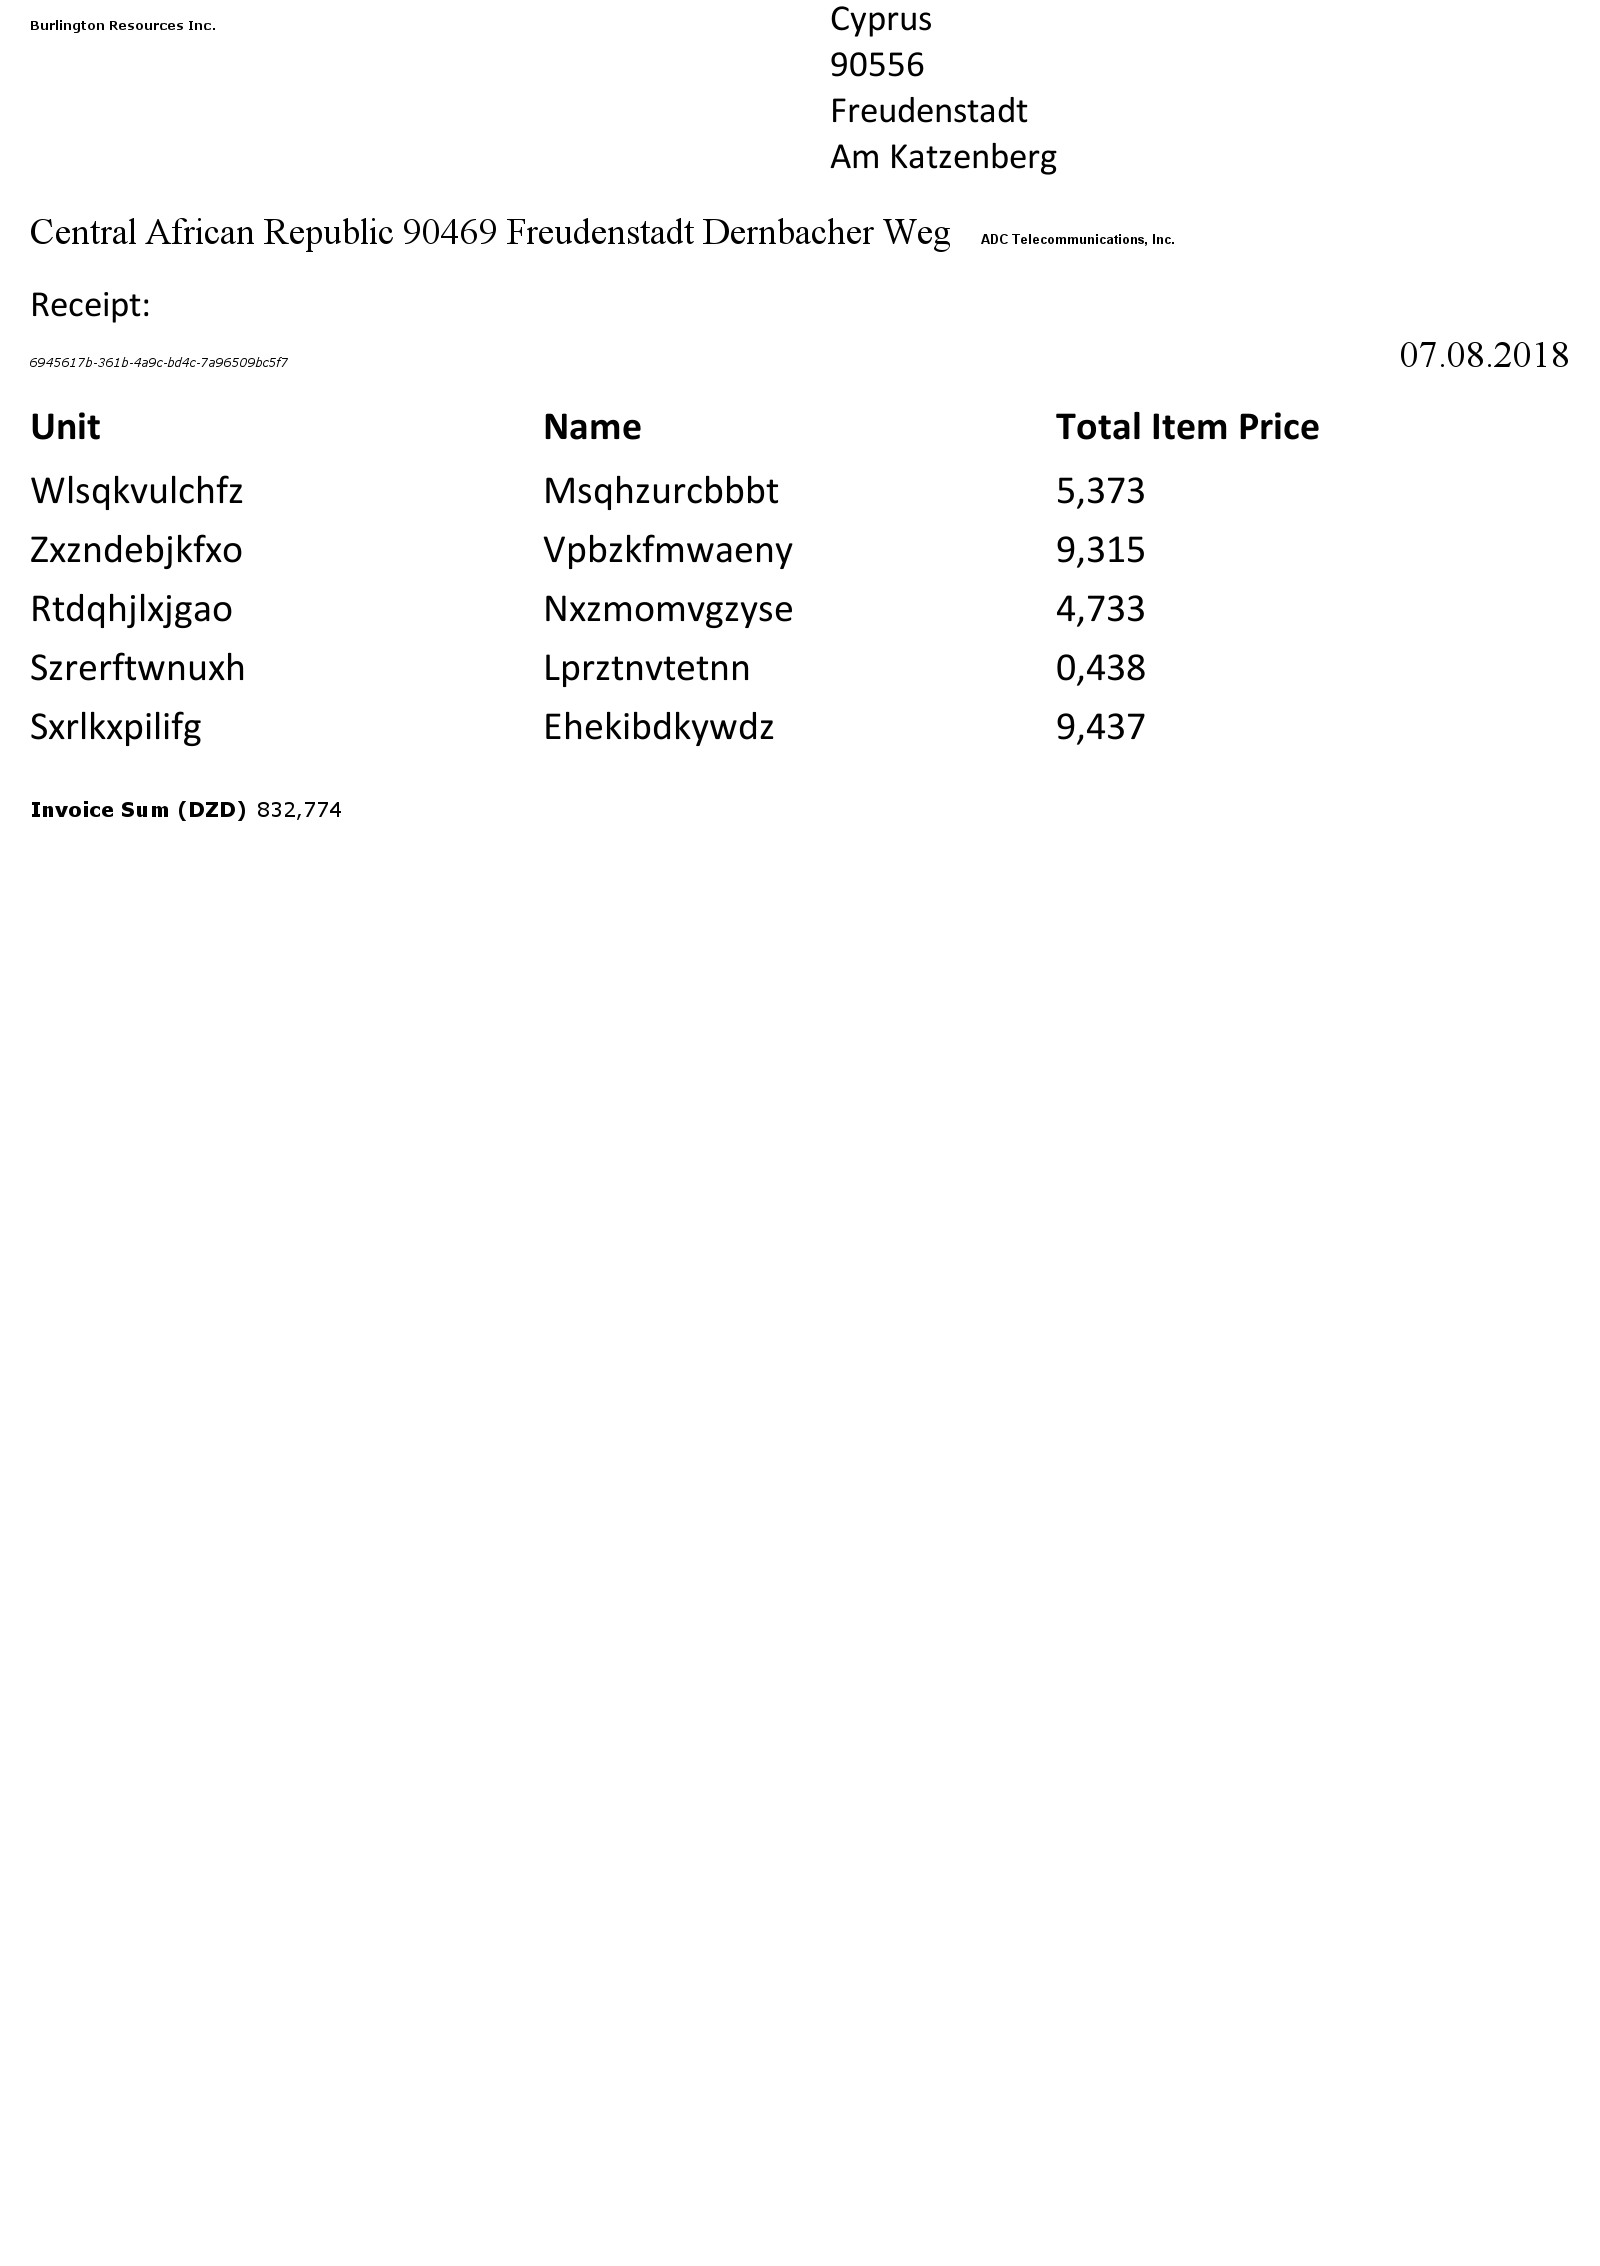 Burlington Resources Inc.
Cyprus
90556
Freudenstadt
Am Katzenberg
Central African Republic 90469 Freudenstadt Dernbacher Weg ADC Telecommunications, Inc.
Receipt:
6945617b-361b-4a9c-bd4c-7a96509bc5f7 07.08.2018
Unit Name Total Item Price
Wlsqkvulchfz Msqhzurcbbbt 5,373
Zxzndebjkfxo Vpbzkfmwaeny 9,315
Rtdqhjlxjgao Nxzmomvgzyse 4,733
Szrerftwnuxh Lprztnvtetnn 0,438
Sxrlkxpilifg Ehekibdkywdz 9,437
Invoice Sum (DZD) 832,774